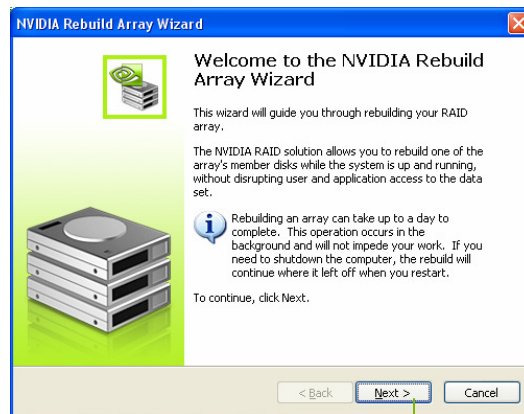 NVIDIA Rebuild Array Wizard
Welcome to the NVIDIA Rebuild
Array Wizard
This wizard will guide you through rebuilding your RAID
array.
The NVIDIA RAID solution allows you to rebuild one of the
array's member disks while the system is up and running,
without disrupting user and application access to the data
set.
Rebuilding an array can take up to a day to
complete. This operation occurs in the
background and will not impede your work. If you
need to shutdown the computer, the rebuild will
continue where it left off when you restart.
To continue, click Next.
< Back
Next >
Cancel